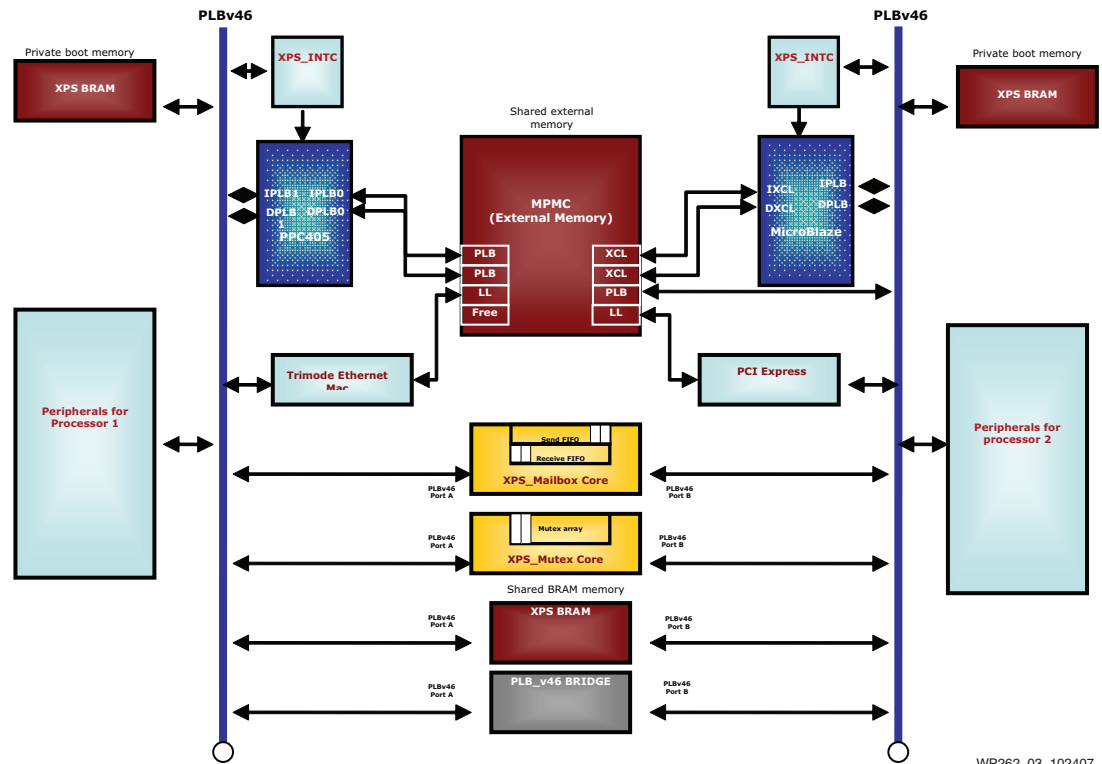 PLBv46
PLBv46
Private boot memory
XPS BRAM
XPS_INTC
XPS_INTC
Private boot memory
XPS BRAM
Shared external
memory
MPMC
(External Memory)
PLB
PLB
LL
Free
XCL
XCL
PLB
LL
IPLB1 IPLB0
DPLB DPLB0
1
PPC405
IXCL IPLB
DXCL DPLB
MicroBlaze
Trimode Ethernet
Mac
PCI Express
Peripherals for
Processor 1
Peripherals for
processor 2
Send FIFO
Receive FIFO
XPS_Mailbox Core
PLBv46
Port A
PLBv46
Port B
Mutex array
XPS_Mutex Core
PLBv46
Port A
PLBv46
Port B
Shared BRAM memory
XPS BRAM
PLBv46
Port A
PLBv46
Port B
PLB_v46 BRIDGE
PLBv46
Port A
PLBv46
Port B
WP262_03_102407